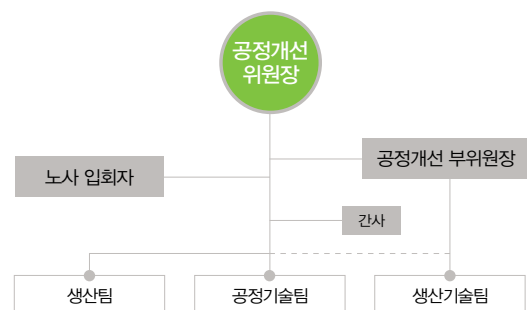 공정개선
위원장
공정개선 부위원장
노사 입회자
간사
생산팀
공정기술팀
생산기술팀